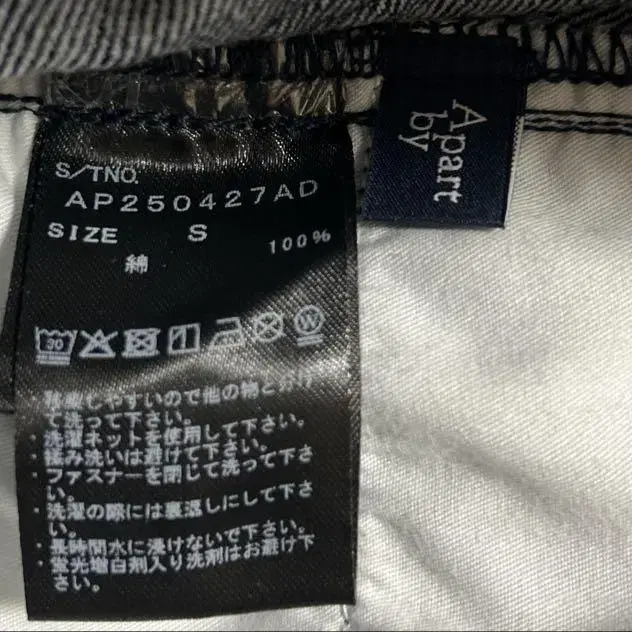 S/TNO.
AP250427AD
SIZE S
綿 100%
30
W
・移染しやすいので他の物と分け
て洗って下さい。
・洗濯ネットを使用して下さい。
・揉み洗いは避けて下さい。
・ファスナーを閉じて洗って下さ
い。
・洗濯の際には裏返しにして下さ
い。
・長時間水に浸けないで下さい。
・蛍光増白剤入り洗剤はお避け下
さい。
Apart
by